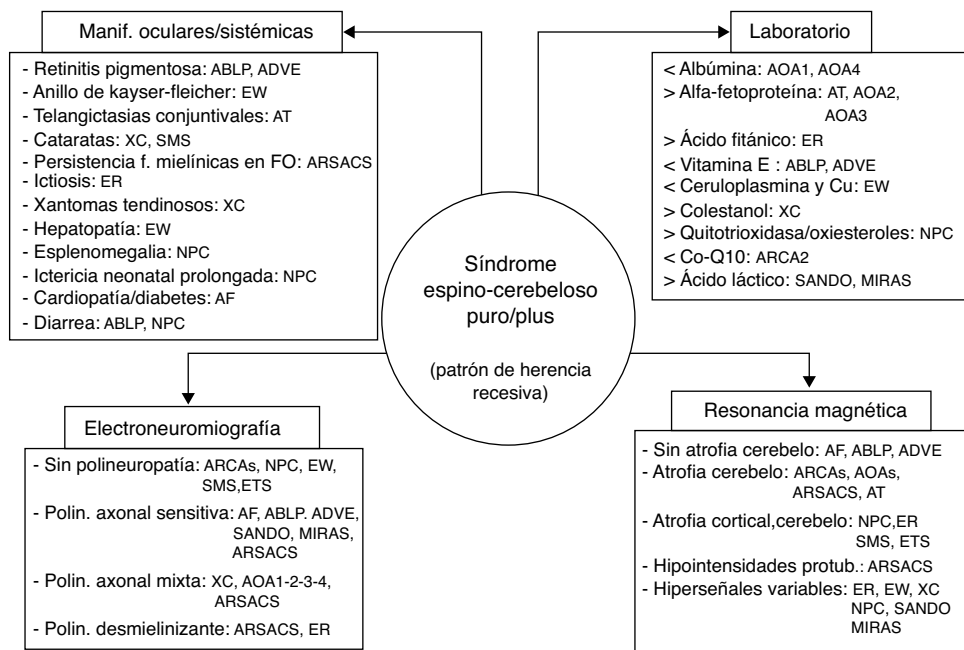 Manif. oculares/sistémicas
- Retinitis pigmentosa: ABLP, ADVE
- Anillo de kayser-fleicher: EW
- Telangictasias conjuntivales: AT
- Cataratas: XC, SMS
- Persistencia f. mielínicas en FO: ARSACS
- Ictiosis: ER
- Xantomas tendinosos: XC
- Hepatopatía: EW
- Esplenomegalia: NPC
- Ictericia neonatal prolongada: NPC
- Cardiopatía/diabetes: AF
- Diarrea: ABLP, NPC
Laboratorio
< Albúmina: AOA1, AOA4
> Alfa-fetoproteína: AT, AOA2,
AOA3
> Ácido fitánico: ER
< Vitamina E : ABLP, ADVE
< Ceruloplasmina y Cu: EW
> Colestanol: XC
> Quitotrioxidasa/oxiesteroles: NPC
< Co-Q10: ARCA2
> Ácido láctico: SANDO, MIRAS
Síndrome
espino-cerebeloso
puro/plus
(patrón de herencia
recesiva)
Electroneuromiografía
- Sin polineuropatía: ARCAs, NPC, EW,
SMS,ETS
- Polin. axonal sensitiva: AF, ABLP. ADVE,
SANDO, MIRAS,
ARSACS
- Polin. axonal mixta: XC, AOA1-2-3-4,
ARSACS
- Polin. desmielinizante: ARSACS, ER
Resonancia magnética
- Sin atrofia cerebelo: AF, ABLP, ADVE
- Atrofia cerebelo: ARCAs, AOAs,
ARSACS, AT
- Atrofia cortical,cerebelo: NPC,ER
SMS, ETS
- Hipointensidades protub.: ARSACS
- Hiperseñales variables: ER, EW, XC
NPC, SANDO
MIRAS